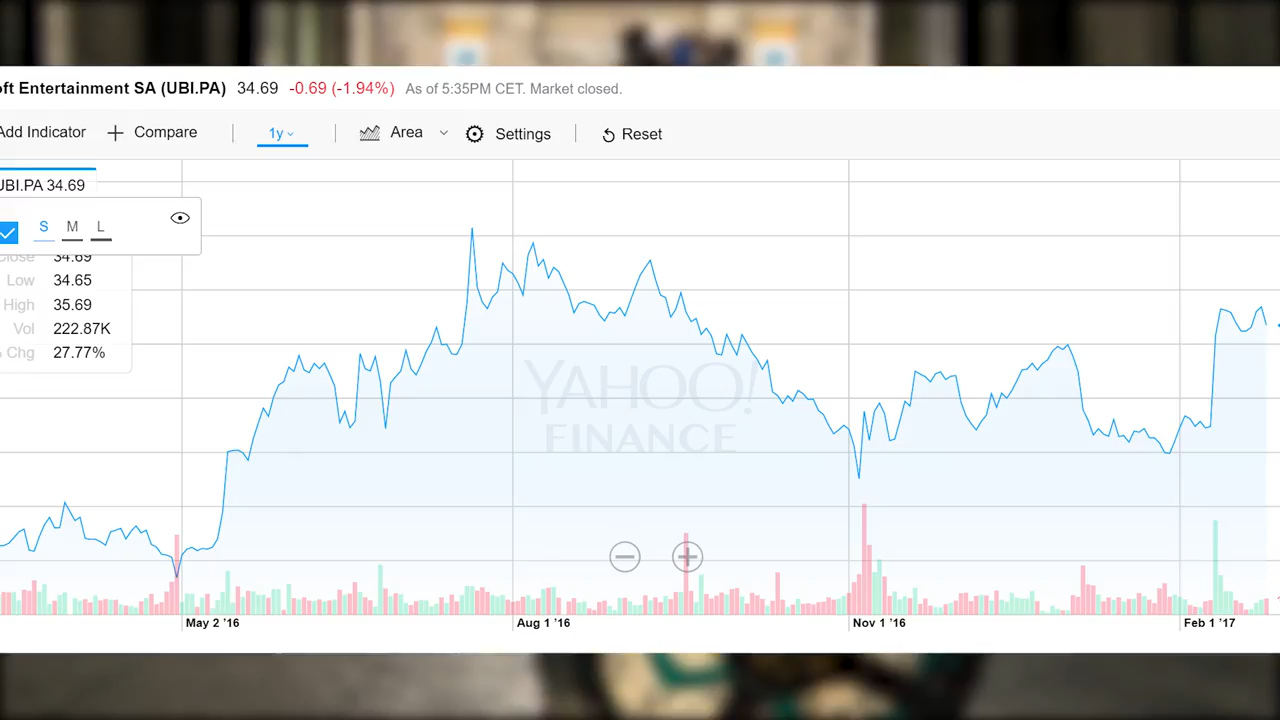 oft Entertainment SA (UBI.PA) 34.69 -0.69 (-1.94%) As of 5:35PM CET. Market closed.
Add Indicator Compare 1y Area Settings Reset
UBI.PA 34.69
S M L
Close 34.69
Low 34.65
High 35.69
Vol 222.87K
Chg 27.77%
YAHOO!
FINANCE
May 2 '16 Aug 1 '16 Nov 1 '16 Feb 1 '17